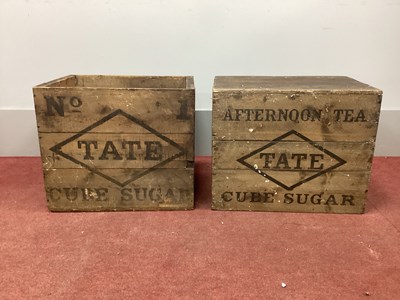 Nº 1
TATE
CUBE SUGAR
AFTERNOON TEA
TATE
CUBE SUGAR